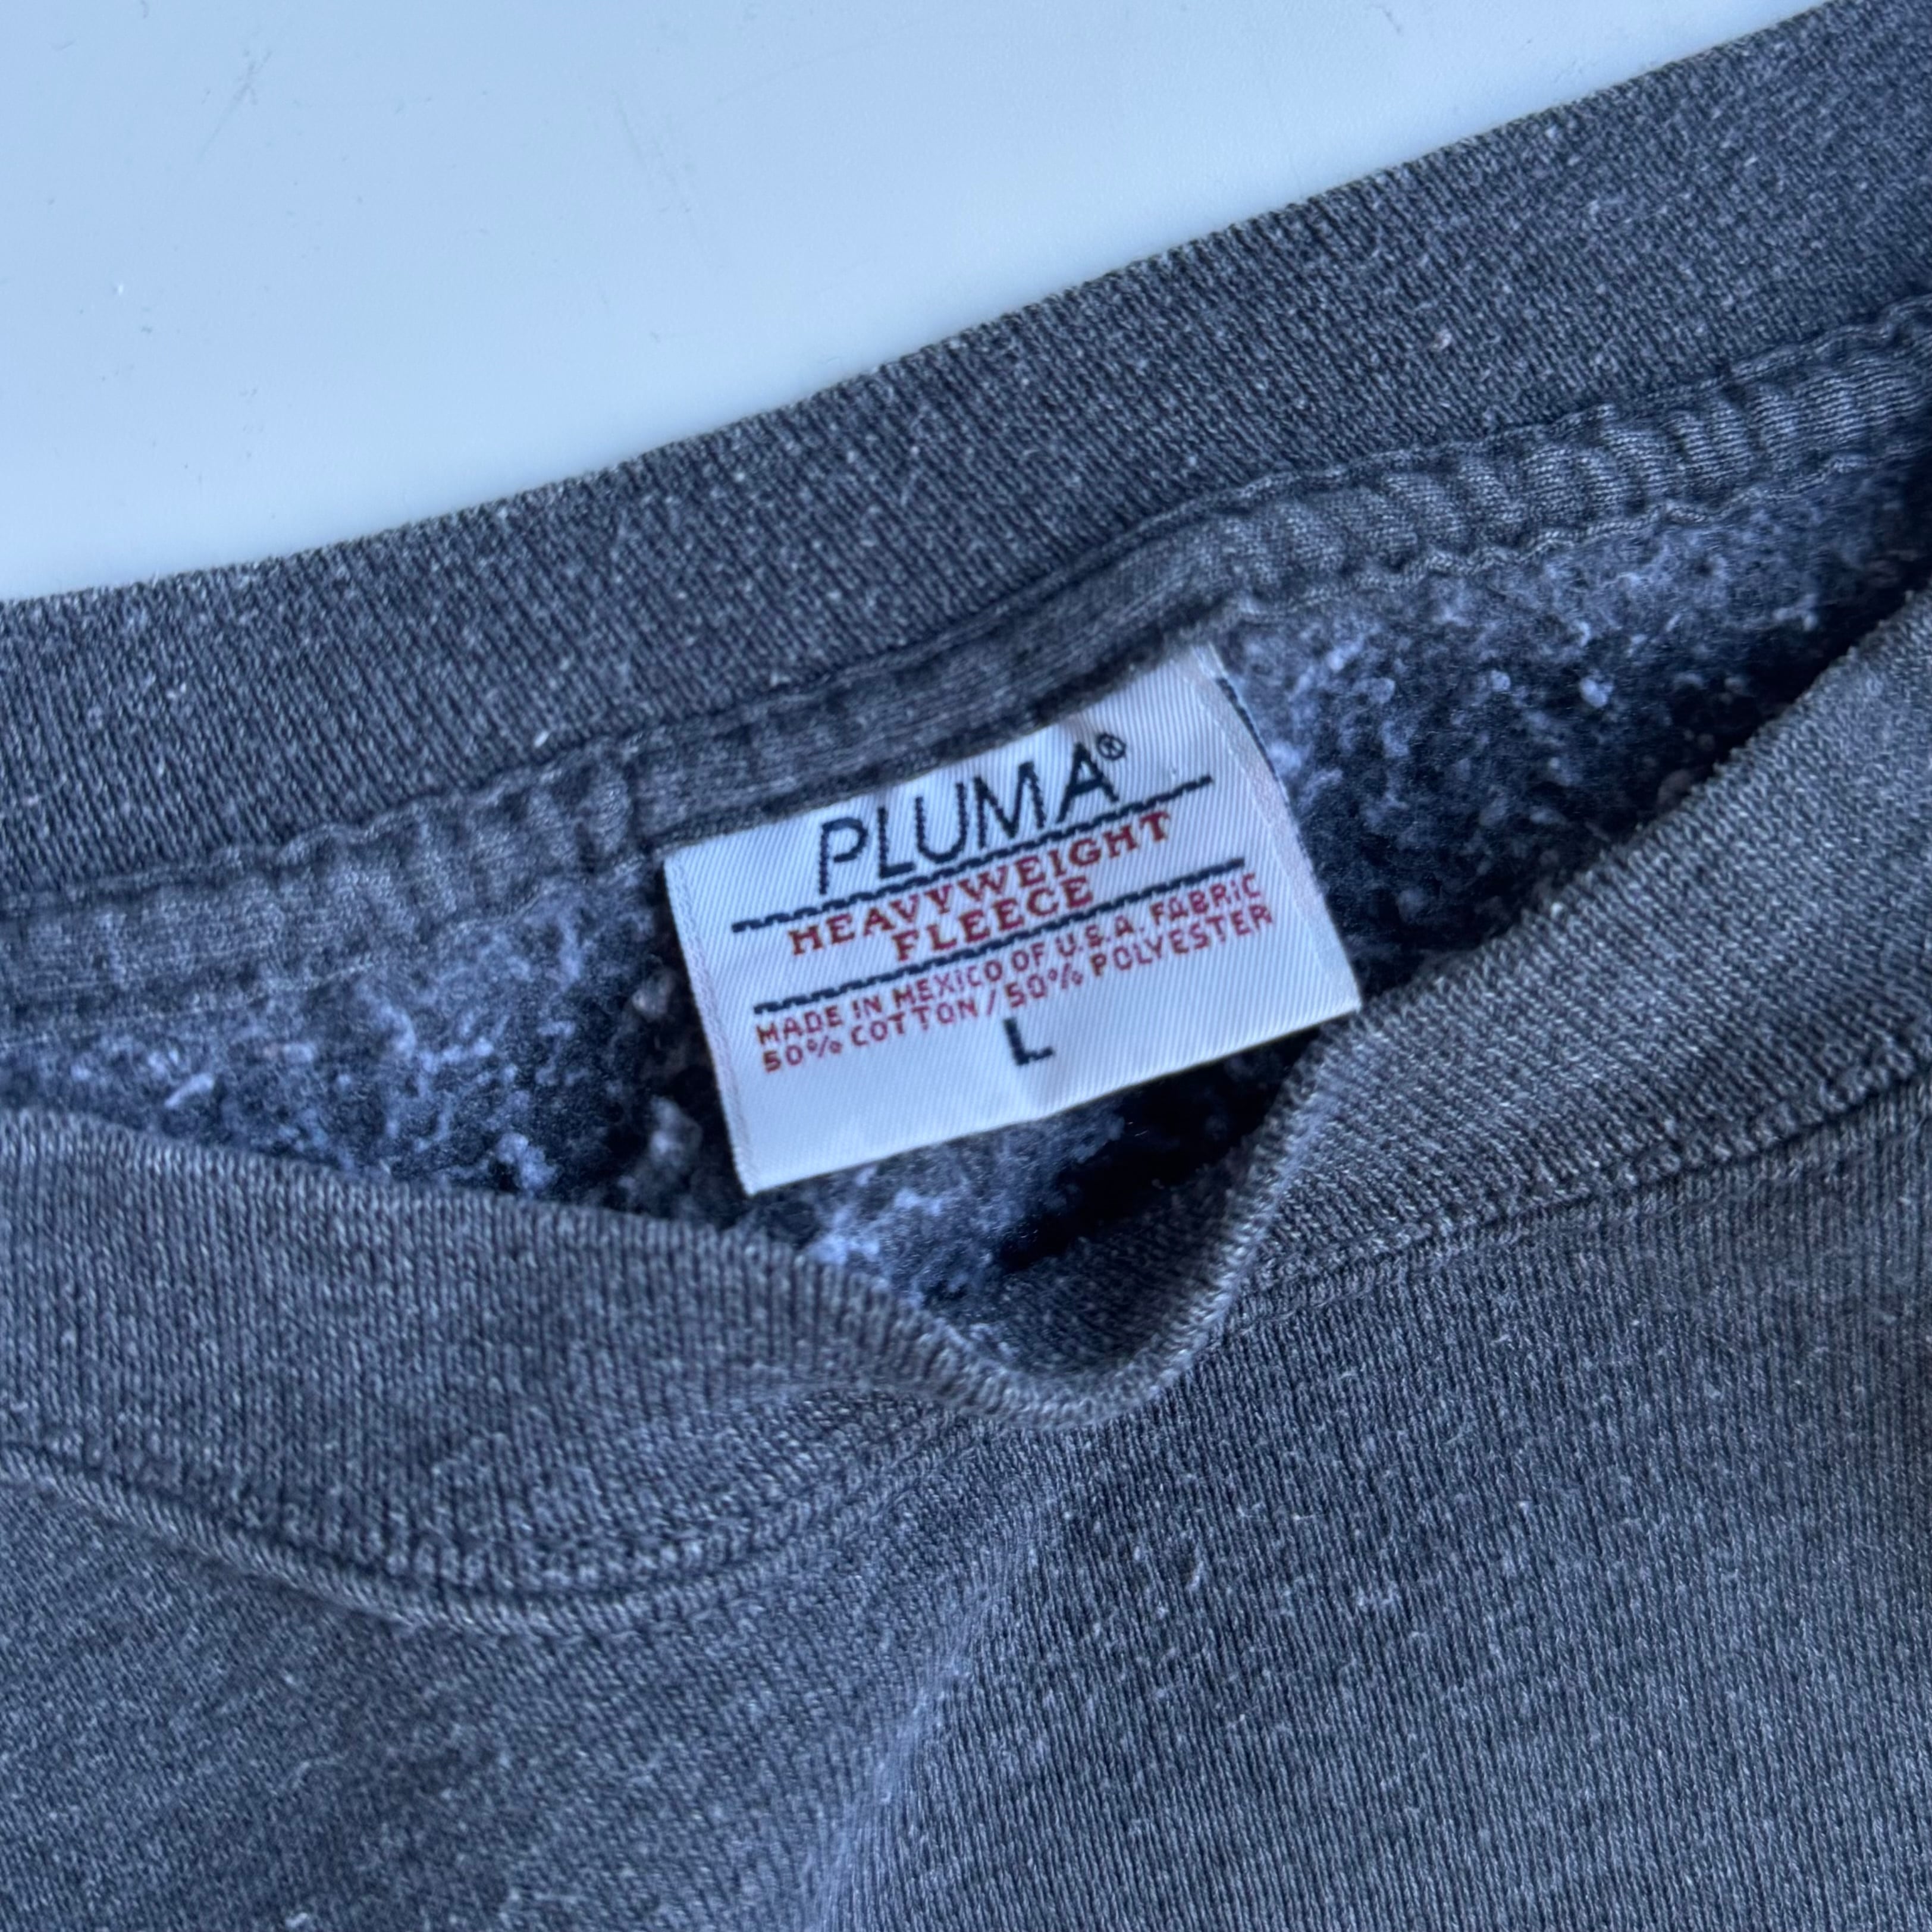 PLUMA®
HEAVYWEIGHT
FLEECE
MADE IN MEXICO OF U.S.A. FABRIC
50% COTTON / 50% POLYESTER
L